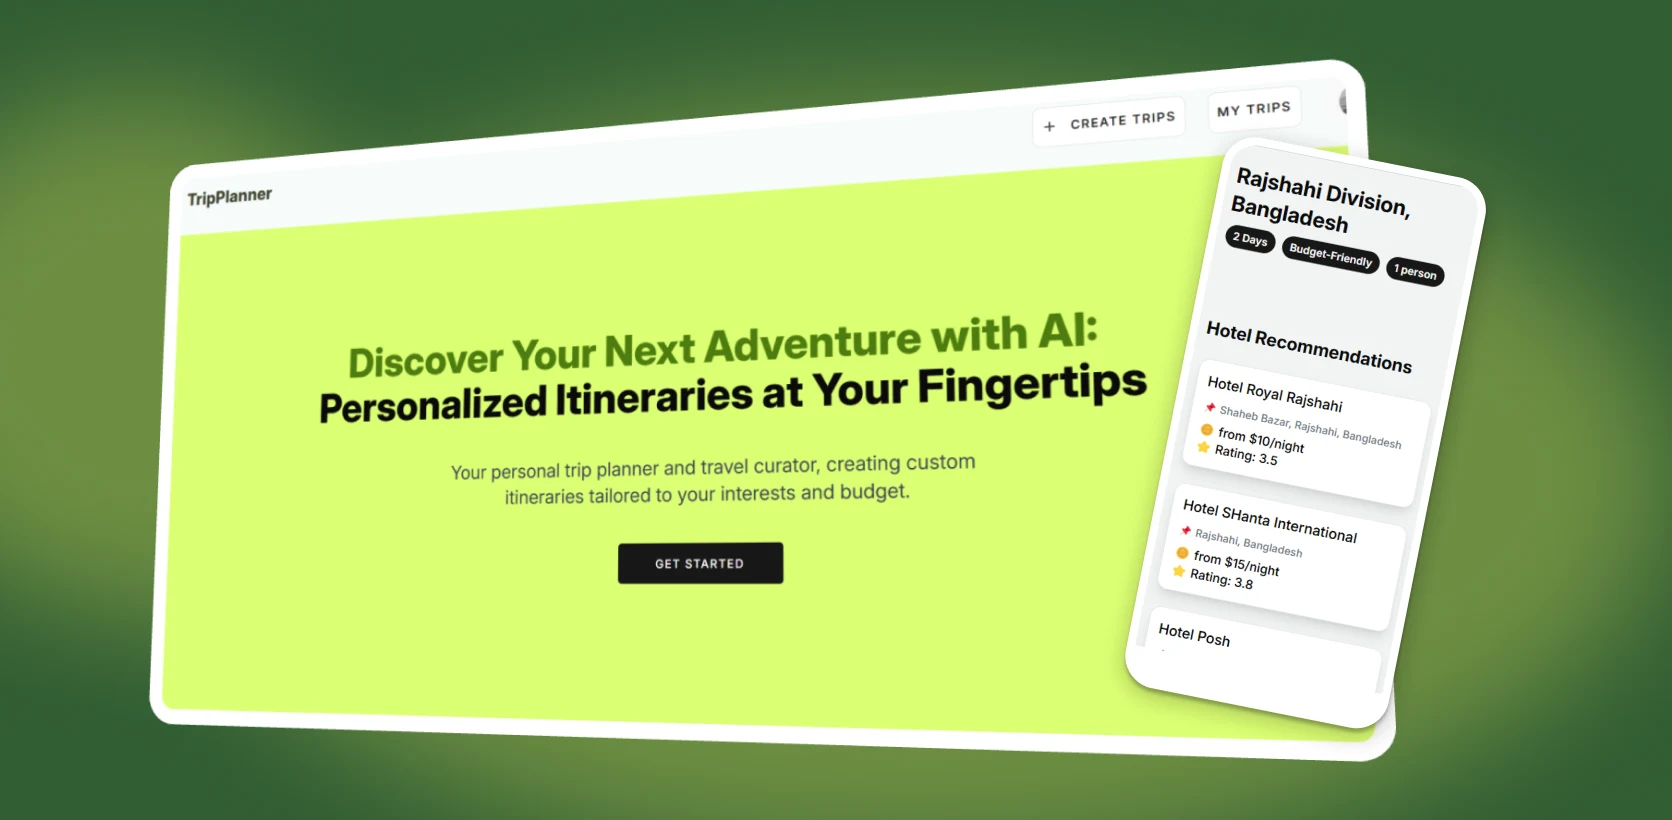 TripPlanner
+ CREATE TRIPS
MY TRIPS
Discover Your Next Adventure with AI:
Personalized Itineraries at Your Fingertips
Your personal trip planner and travel curator, creating custom
itineraries tailored to your interests and budget.
GET STARTED
Rajshahi Division,
Bangladesh
2 Days
Budget-Friendly
1 person
Hotel Recommendations
Hotel Royal Rajshahi
Shaheb Bazar, Rajshahi, Bangladesh
from $10/night
Rating: 3.5
Hotel SHanta International
Rajshahi, Bangladesh
from $15/night
Rating: 3.8
Hotel Posh